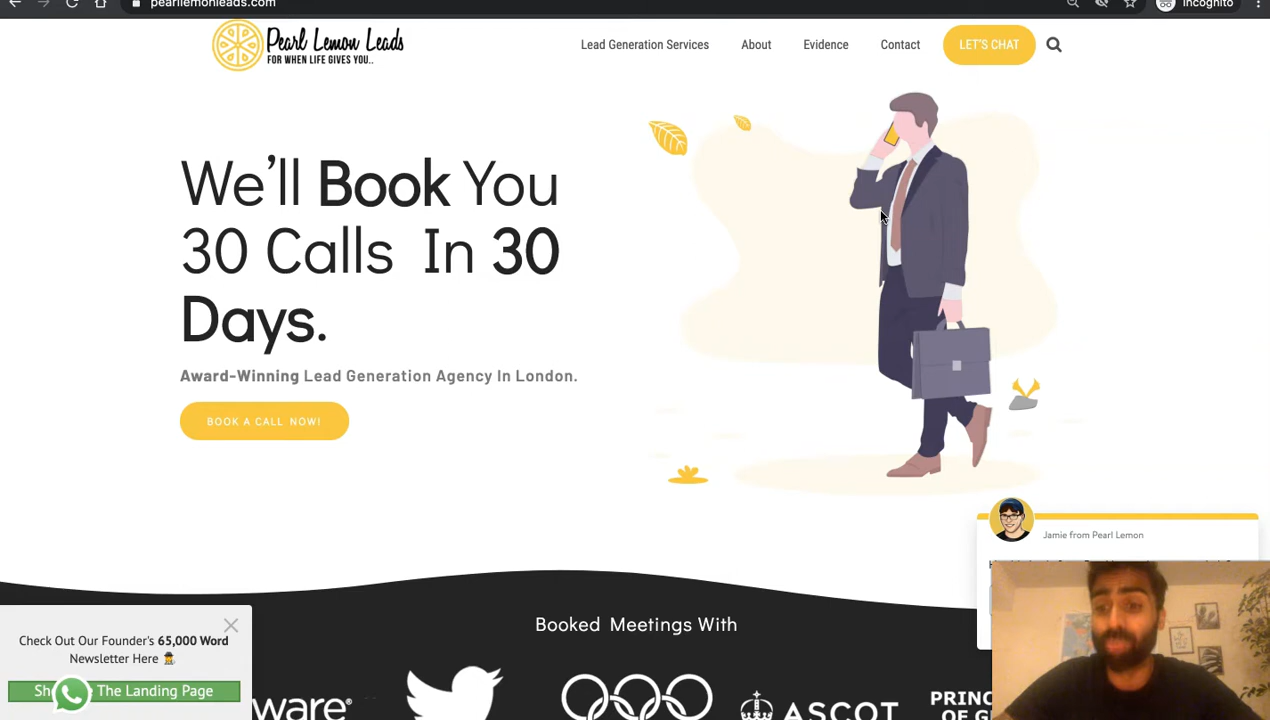 pearllemonleads.com
Incognito
Pearl Lemon Leads
FOR WHEN LIFE GIVES YOU..
Lead Generation Services
About
Evidence
Contact
LET'S CHAT
We'll Book You
30 Calls In 30
Days.
Award-Winning Lead Generation Agency In London.
BOOK A CALL NOW!
Jamie from Pearl Lemon
Check Out Our Founder's 65,000 Word
Newsletter Here
The Landing Page
Booked Meetings With
ware®
ASCOT